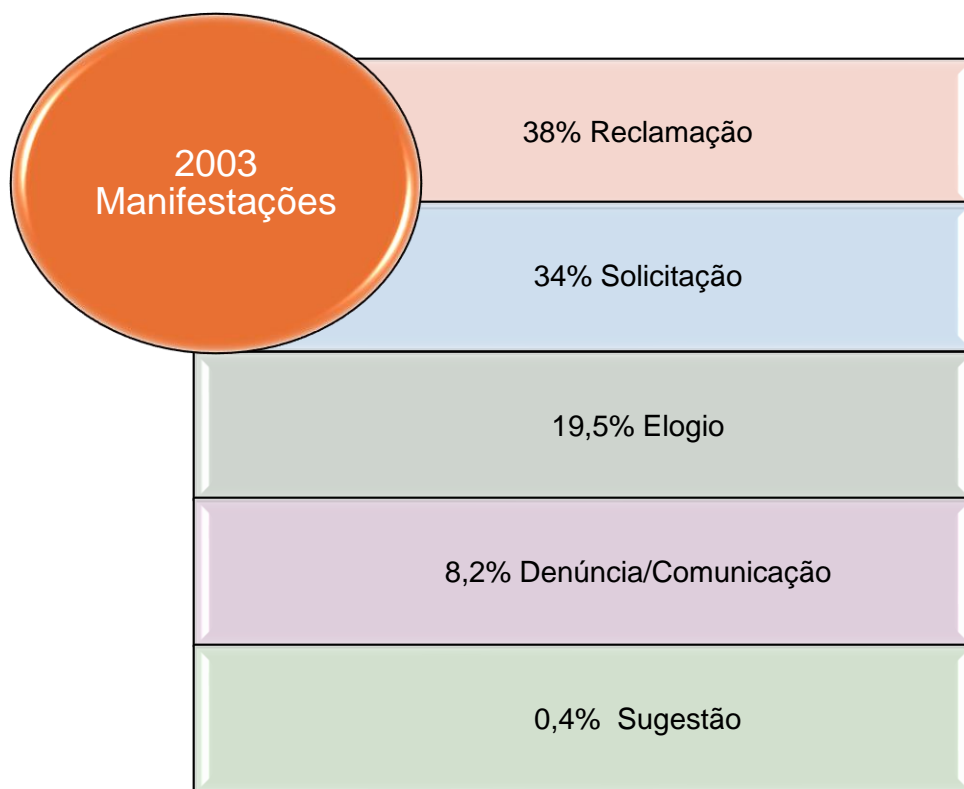 2003
Manifestações
38% Reclamação
34% Solicitação
19,5% Elogio
8,2% Denúncia/Comunicação
0,4%  Sugestão